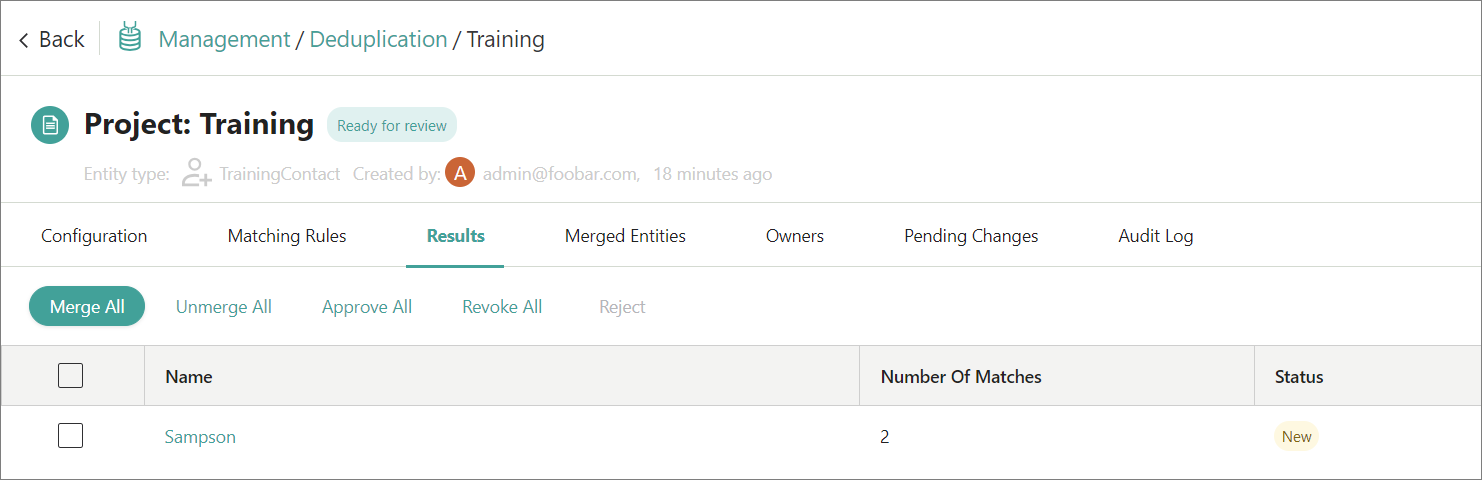 Back Management / Deduplication / Training
Project: Training Ready for review
Entity type: TrainingContact Created by: A admin@foobar.com, 18 minutes ago
Configuration Matching Rules Results Merged Entities Owners Pending Changes Audit Log
Merge All Unmerge All Approve All Revoke All Reject
Name Number Of Matches Status
Sampson 2 New